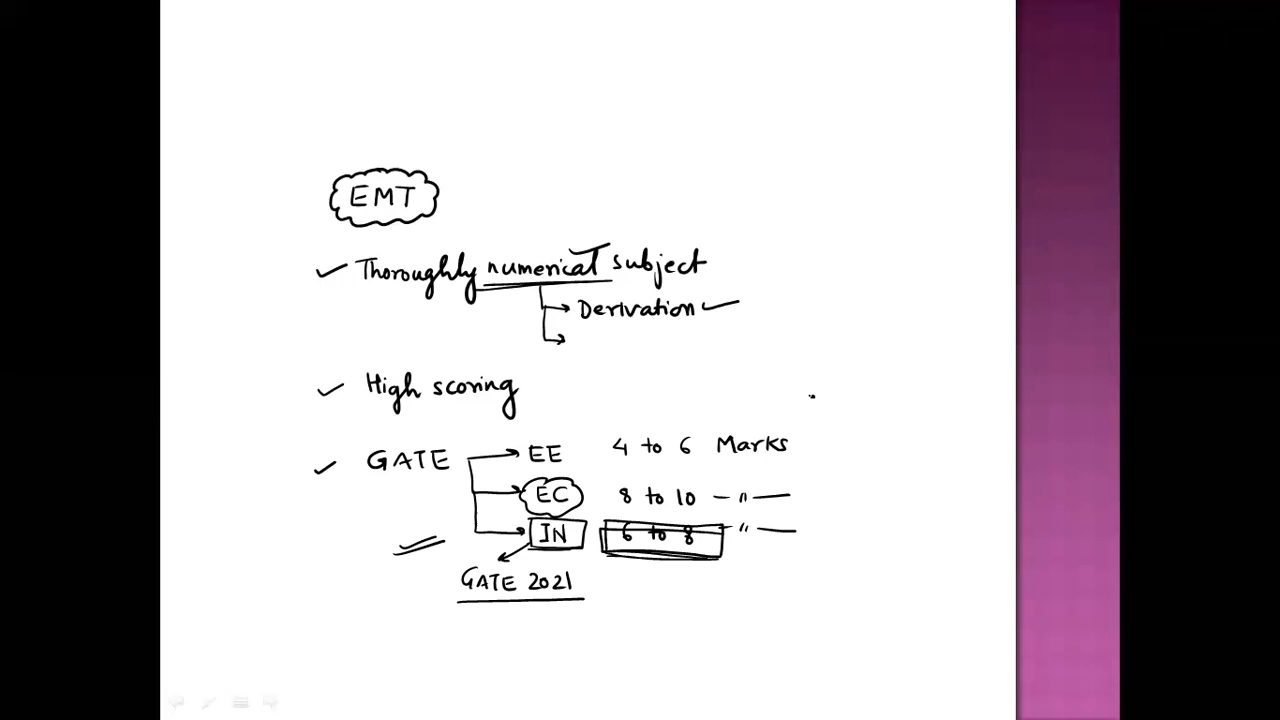 EMT
Thoroughly numerical subject
Derivation
High scoring
GATE EE 4 to 6 Marks
EC 8 to 10 — " —
IN 6 to 8 — " —
GATE 2021